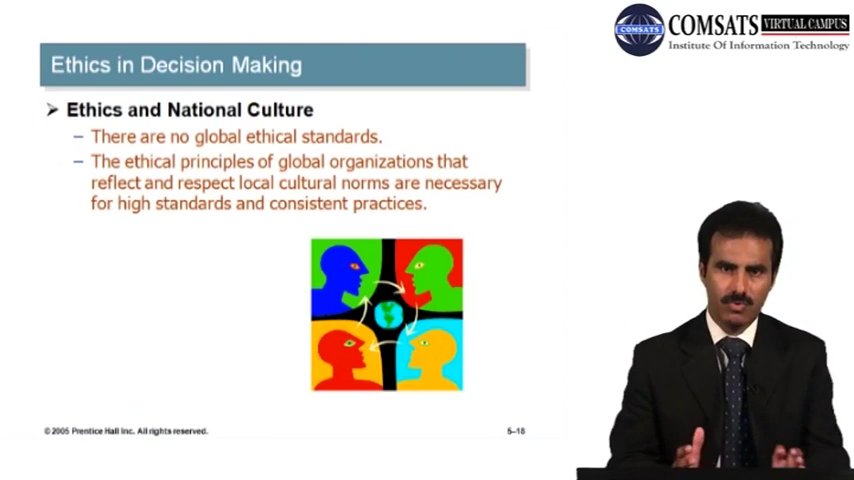 COMSATS VIRTUAL CAMPUS
Institute Of Information Technology
COMSATS
Ethics in Decision Making
➢ Ethics and National Culture
– There are no global ethical standards.
– The ethical principles of global organizations that
reflect and respect local cultural norms are necessary
for high standards and consistent practices.
© 2005 Prentice Hall Inc. All rights reserved.
5–18